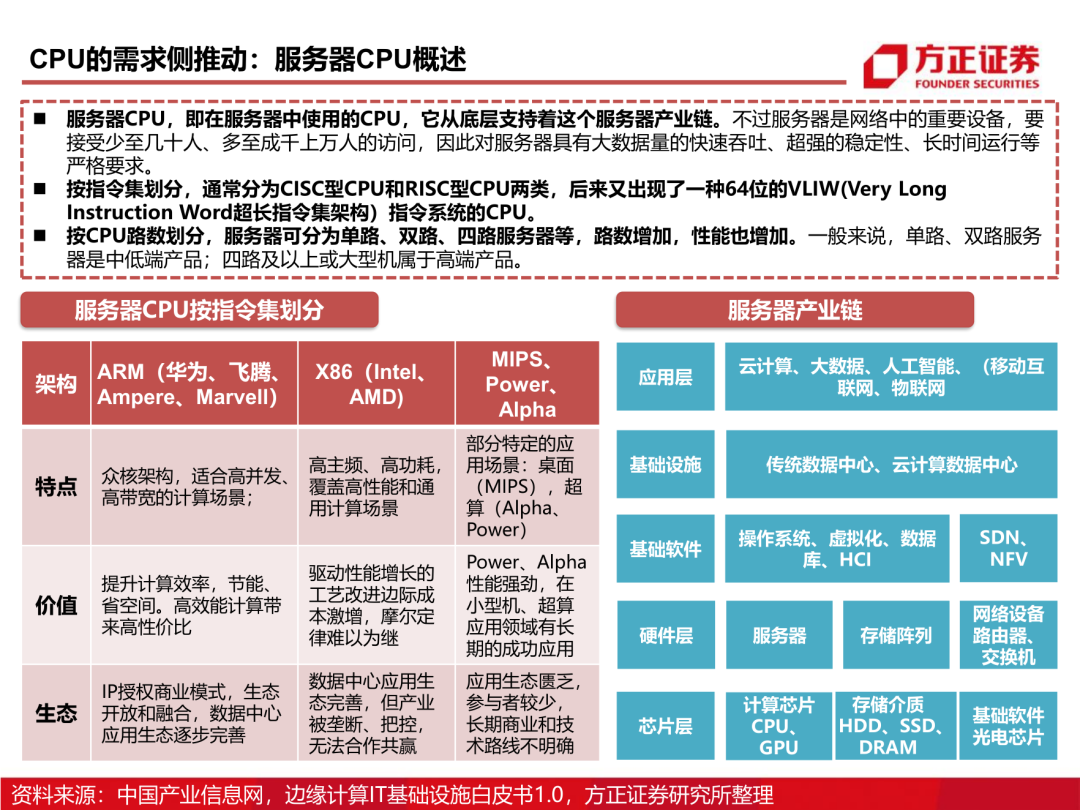 CPU的需求侧推动：服务器CPU概述
方正证券
FOUNDER SECURITIES
■ 服务器CPU，即在服务器中使用的CPU，它从底层支持着这个服务器产业链。不过服务器是网络中的重要设备，要
接受少至几十人、多至成千上万人的访问，因此对服务器具有大数据量的快速吞吐、超强的稳定性、长时间运行等
严格要求。
■ 按指令集划分，通常分为CISC型CPU和RISC型CPU两类，后来又出现了一种64位的VLIW(Very Long
Instruction Word超长指令集架构）指令系统的CPU。
■ 按CPU路数划分，服务器可分为单路、双路、四路服务器等，路数增加，性能也增加。一般来说，单路、双路服务
器是中低端产品；四路及以上或大型机属于高端产品。
服务器CPU按指令集划分
架构
ARM（华为、飞腾、
Ampere、Marvell）
X86（Intel、
AMD)
MIPS、
Power、
Alpha
特点
众核架构，适合高并发、
高带宽的计算场景；
高主频、高功耗，
覆盖高性能和通
用计算场景
部分特定的应
用场景：桌面
（MIPS），超
算（Alpha、
Power）
价值
提升计算效率，节能、
省空间。高效能计算带
来高性价比
驱动性能增长的
工艺改进边际成
本激增，摩尔定
律难以为继
Power、Alpha
性能强劲，在
小型机、超算
应用领域有长
期的成功应用
生态
IP授权商业模式，生态
开放和融合，数据中心
应用生态逐步完善
数据中心应用生
态完善，但产业
被垄断、把控，
无法合作共赢
应用生态匮乏，
参与者较少，
长期商业和技
术路线不明确
服务器产业链
应用层
云计算、大数据、人工智能、（移动互
联网、物联网
基础设施
传统数据中心、云计算数据中心
基础软件
操作系统、虚拟化、数据
库、HCl
SDN、
NFV
硬件层
服务器
存储阵列
网络设备
路由器、
交换机
芯片层
计算芯片
CPU、
GPU
存储介质
HDD、SSD、
DRAM
基础软件
光电芯片
资料来源：中国产业信息网，边缘计算IT基础设施白皮书1.0，方正证券研究所整理